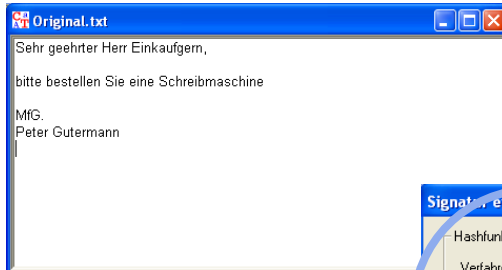 Original.txt
Sehr geehrter Herr Einkaufgern,
bitte bestellen Sie eine Schreibmaschine
MfG.
Peter Gutermann